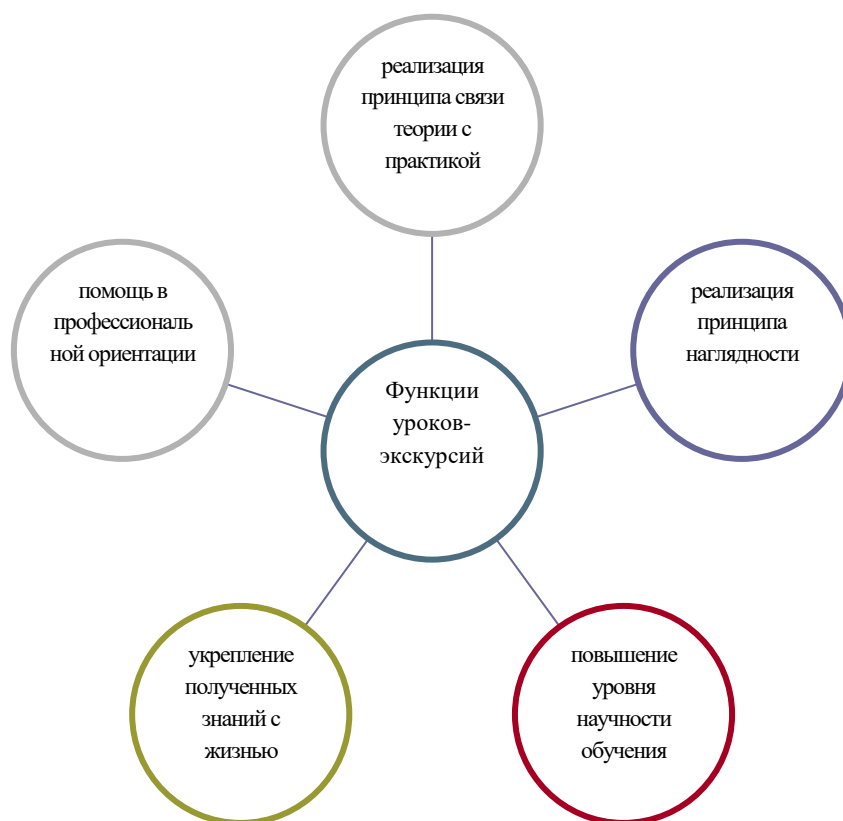 реализация
принципа связи
теории с
практикой
помощь в
профессиональ
ной ориентации
реализация
принципа
наглядности
Функции
уроков-
экскурсий
укрепление
полученных
знаний с
жизнью
повышение
уровня
научности
обучения